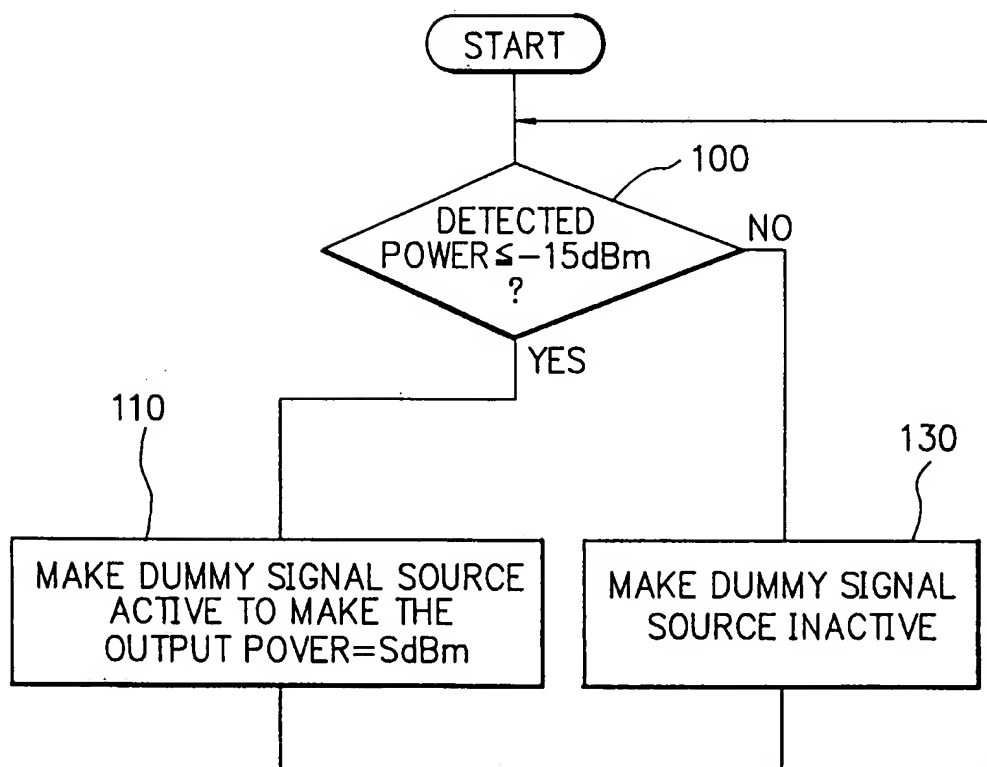 START
100
DETECTED
POWER≦-15dBm
?
NO
YES
110
130
MAKE DUMMY SIGNAL SOURCE
ACTIVE TO MAKE THE
OUTPUT POVER=SdBm
MAKE DUMMY SIGNAL
SOURCE INACTIVE